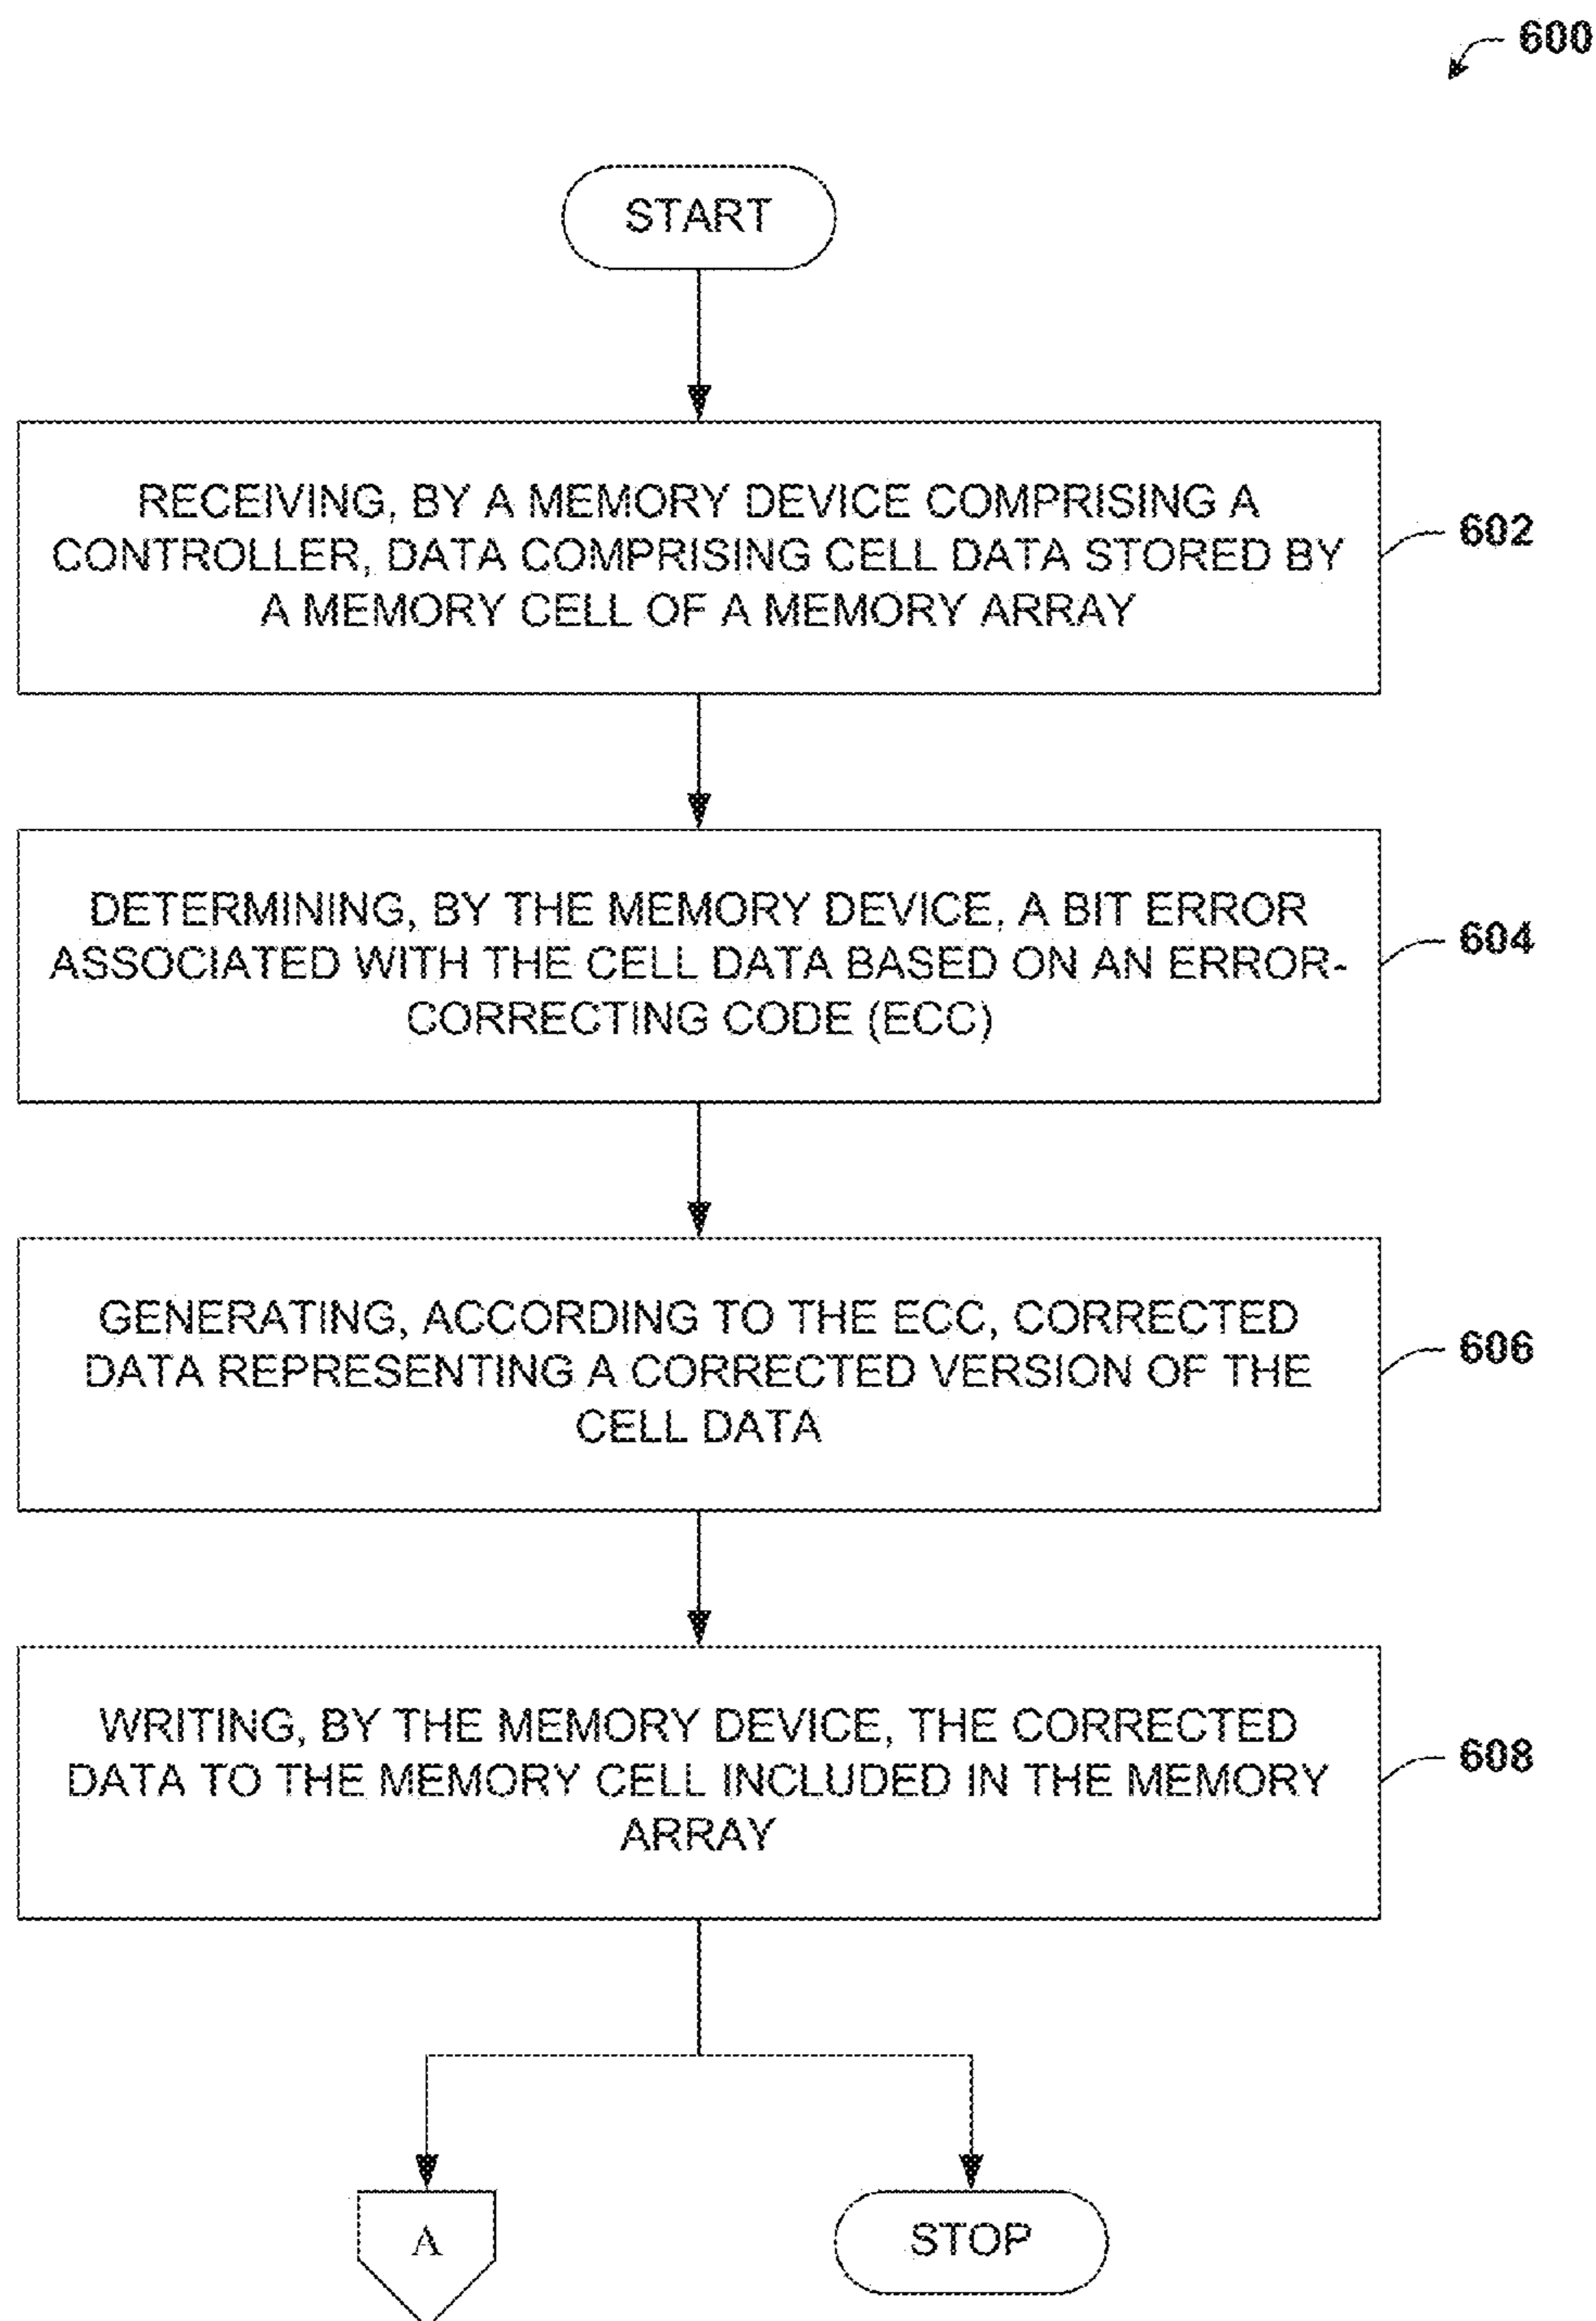 600
START
RECEIVING, BY A MEMORY DEVICE COMPRISING A
CONTROLLER, DATA COMPRISING CELL DATA STORED BY
A MEMORY CELL OF A MEMORY ARRAY
602
DETERMINING, BY THE MEMORY DEVICE, A BIT ERROR
ASSOCIATED WITH THE CELL DATA BASED ON AN ERROR-
CORRECTING CODE (ECC)
604
GENERATING, ACCORDING TO THE ECC, CORRECTED
DATA REPRESENTING A CORRECTED VERSION OF THE
CELL DATA
606
WRITING, BY THE MEMORY DEVICE, THE CORRECTED
DATA TO THE MEMORY CELL INCLUDED IN THE MEMORY
ARRAY
608
A
STOP